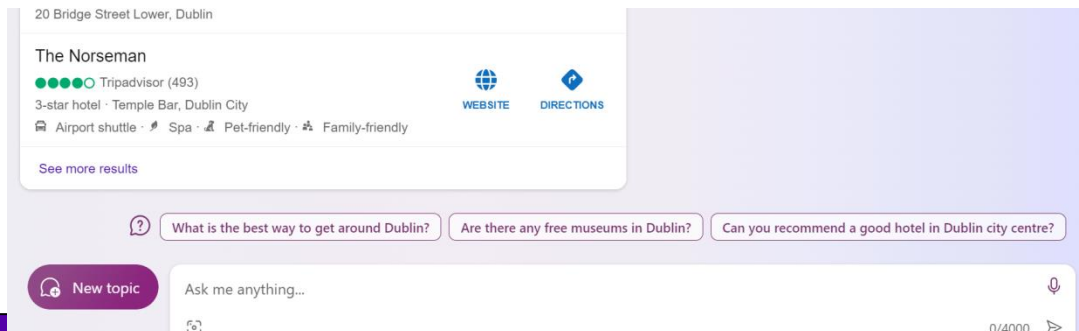 20 Bridge Street Lower, Dublin
The Norseman
Tripadvisor (493)
3-star hotel · Temple Bar, Dublin City
Airport shuttle · Spa · Pet-friendly · Family-friendly
WEBSITE
DIRECTIONS
See more results
What is the best way to get around Dublin?
Are there any free museums in Dublin?
Can you recommend a good hotel in Dublin city centre?
New topic
Ask me anything...
0/4000